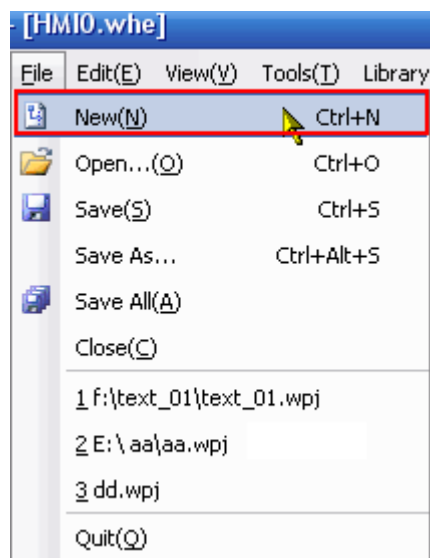 - [HMI0.whe]
File Edit(E) View(V) Tools(T) Library
New(N) Ctrl+N
Open...(O) Ctrl+O
Save(S) Ctrl+S
Save As... Ctrl+Alt+S
Save All(A)
Close(C)
1 f:\text_01\text_01.wpj
2 E:\ aa\aa.wpj
3 dd.wpj
Quit(Q)